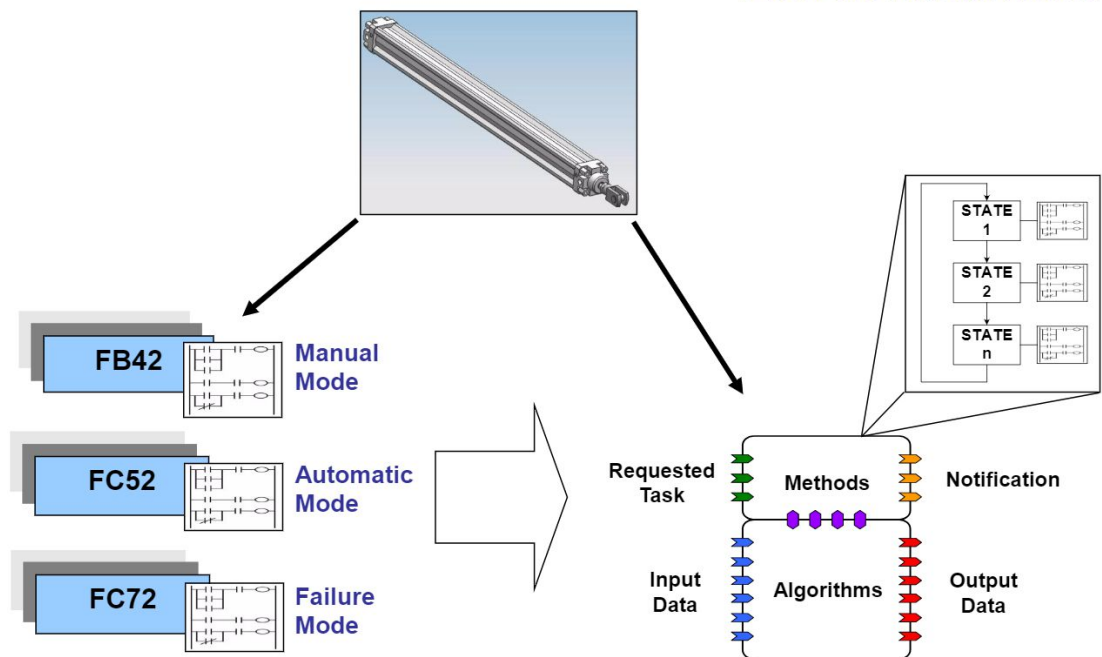 STATE
1
STATE
2
STATE
n
FB42
Manual
Mode
FC52
Automatic
Mode
FC72
Failure
Mode
Requested
Task
Methods
Notification
Input
Data
Algorithms
Output
Data